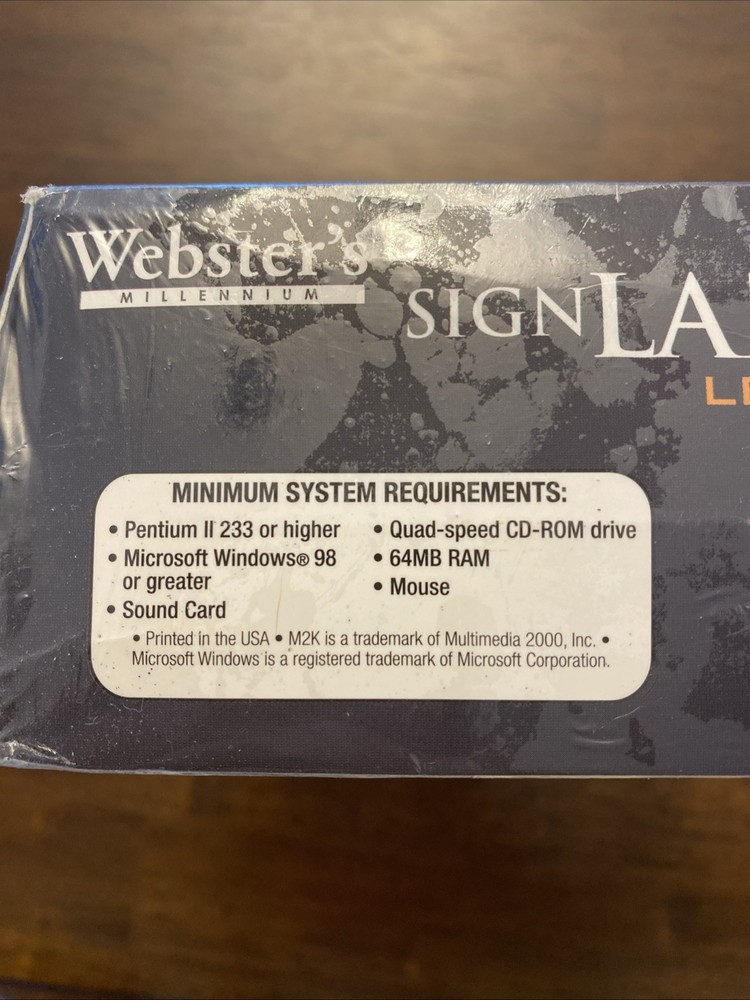 Webster's
MILLENNIUM
SIGNLA
MINIMUM SYSTEM REQUIREMENTS:
• Pentium II 233 or higher
• Microsoft Windows® 98
or greater
• Sound Card
• Quad-speed CD-ROM drive
• 64MB RAM
• Mouse
• Printed in the USA • M2K is a trademark of Multimedia 2000, Inc. •
Microsoft Windows is a registered trademark of Microsoft Corporation.